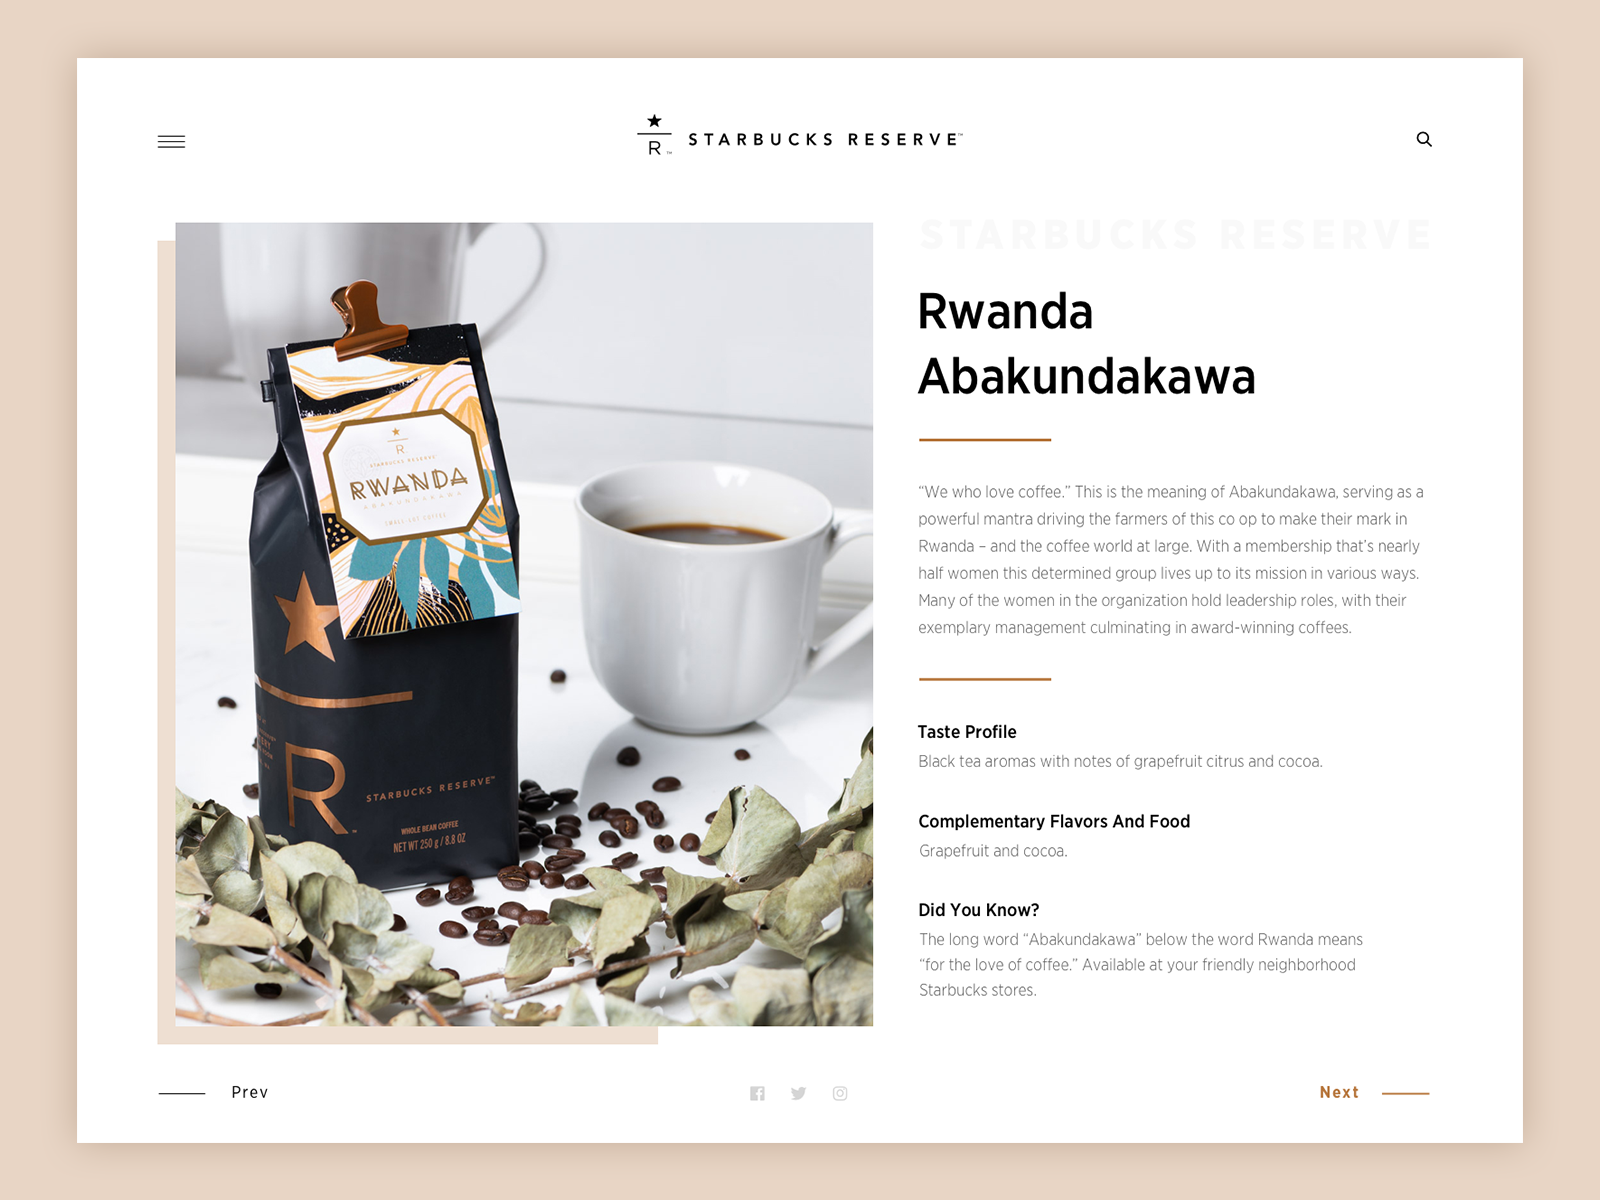 R
STARBUCKS RESERVE™
STARBUCKS RESERVE
Rwanda
Abakundakawa
“We who love coffee.” This is the meaning of Abakundakawa, serving as a
powerful mantra driving the farmers of this co op to make their mark in
Rwanda – and the coffee world at large. With a membership that’s nearly
half women this determined group lives up to its mission in various ways.
Many of the women in the organization hold leadership roles, with their
exemplary management culminating in award-winning coffees.
Taste Profile
Black tea aromas with notes of grapefruit citrus and cocoa.
Complementary Flavors And Food
Grapefruit and cocoa.
Did You Know?
The long word “Abakundakawa” below the word Rwanda means
“for the love of coffee.” Available at your friendly neighborhood
Starbucks stores.
R
STARBUCKS RESERVE
RWANDA
ABAKUNDAKAWA
SMALL-LOT COFFEE
R™
STARBUCKS RESERVE™
WHOLE BEAN COFFEE
NET WT 250 g / 8.8 OZ
Prev
Next